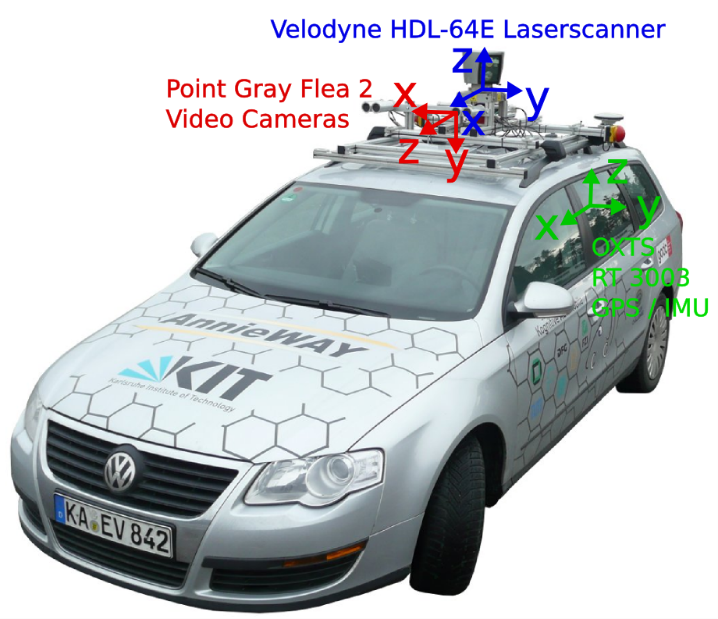 Velodyne HDL-64E Laserscanner
Point Gray Flea 2
Video Cameras
z
y
x
x
z
y
z
x
y
OXTS
RT 3003
GPS / IMU
AnnieWAY
KIT
Karlsruhe Institute of Technology
KA EV 842